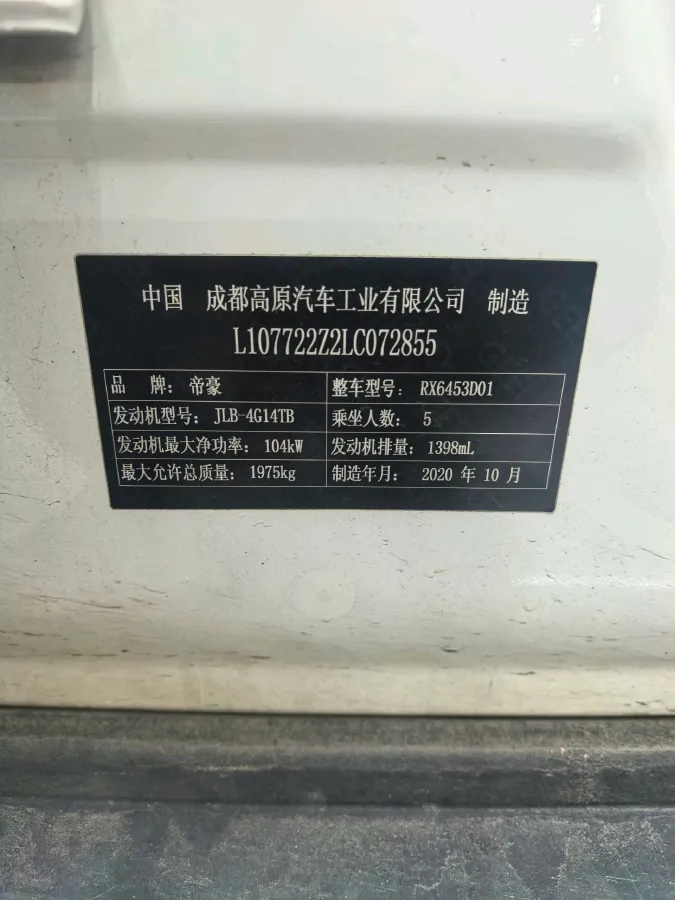 中国 成都高原汽车工业有限公司 制造
L107722Z2LC072855
品 牌：帝豪 整车型号：RX6453D01
发动机型号：JLB-4G14TB 乘坐人数：5
发动机最大净功率：104kW 发动机排量：1398mL
最大允许总质量：1975kg 制造年月：2020 年 10 月